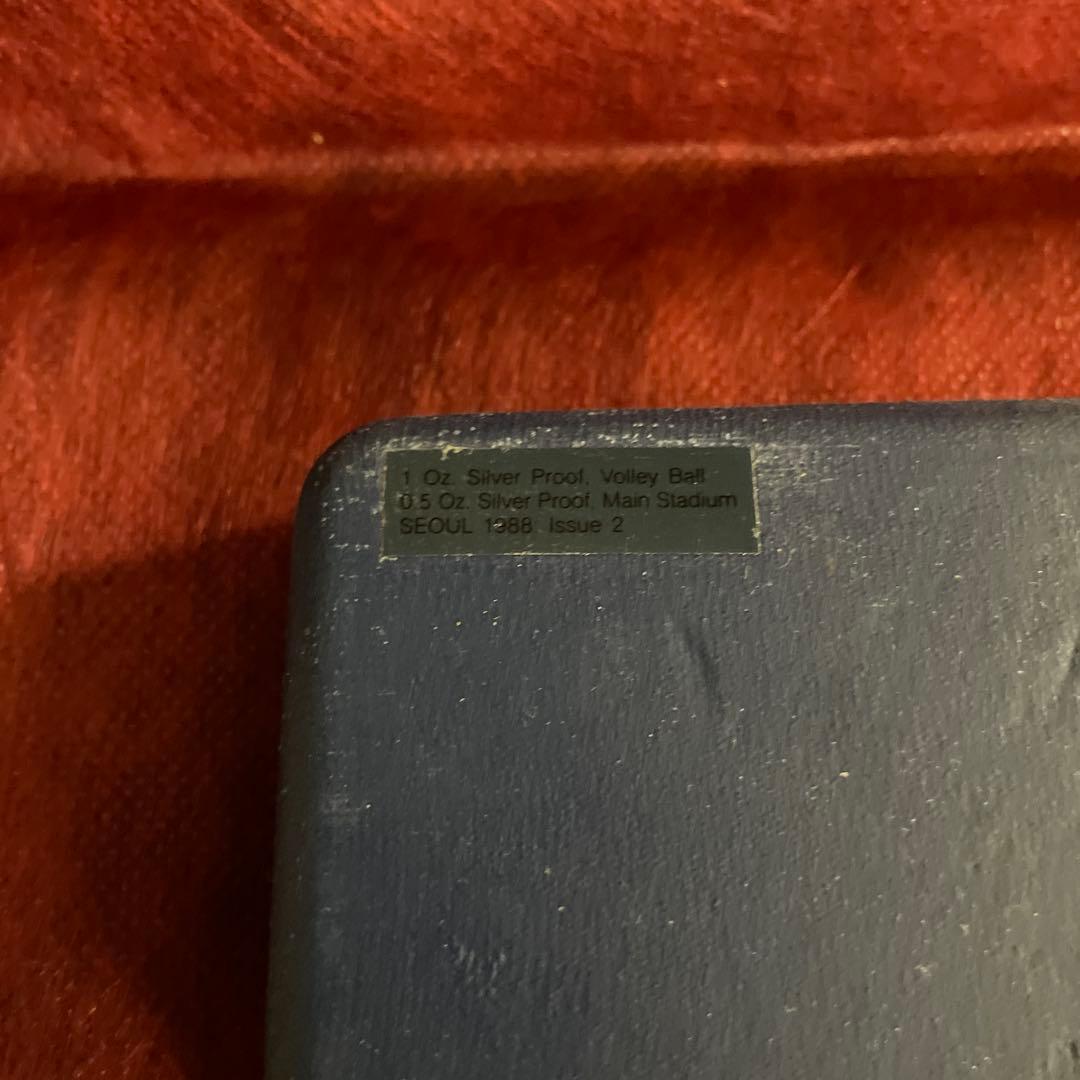 1 Oz. Silver Proof, Volley Ball
0.5 Oz. Silver Proof, Main Stadium
SEOUL 1988 Issue 2